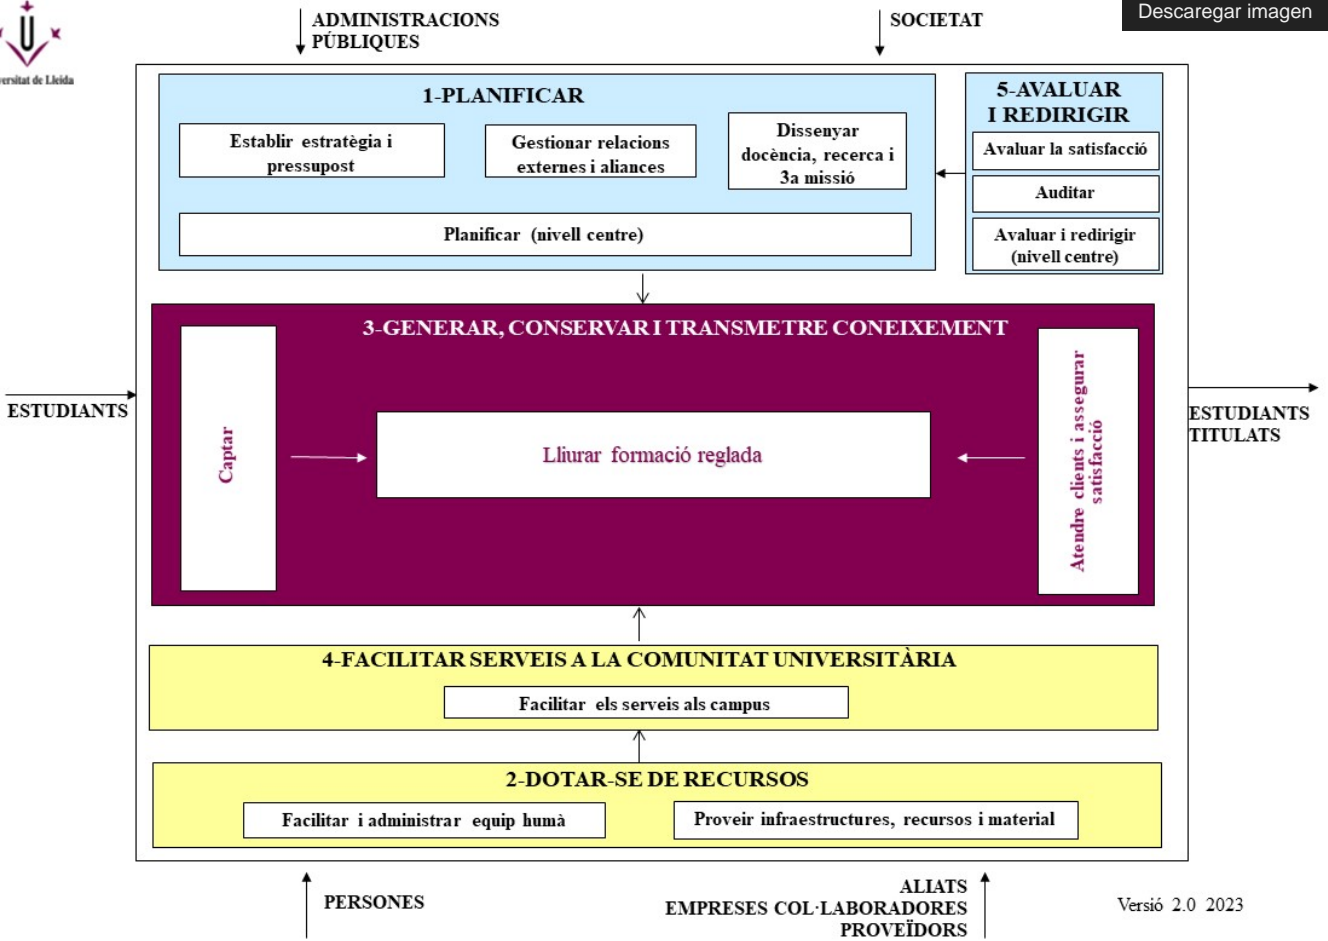 Descaregar imagen
ADMINISTRACIONS
PÚBLIQUES
SOCIETAT
Universitat de Lleida
1-PLANIFICAR
Establir estratègia i
pressupost
Gestionar relacions
externes i aliances
Dissenyar
docència, recerca i
3a missió
Planificar (nivell centre)
5-AVALUAR
I REDIRIGIR
Avaluar la satisfacció
Auditar
Avaluar i redirigir
(nivell centre)
3-GENERAR, CONSERVAR I TRANSMETRE CONEIXEMENT
ESTUDIANTS
Captar
Lliurar formació reglada
Atendre clients i assegurar
satisfacció
ESTUDIANTS
TITULATS
4-FACILITAR SERVEIS A LA COMUNITAT UNIVERSITÀRIA
Facilitar els serveis als campus
2-DOTAR-SE DE RECURSOS
Facilitar i administrar equip humà
Proveir infraestructures, recursos i material
PERSONES
ALIATS
EMPRESES COL·LABORADORES
PROVEÏDORS
Versió 2.0 2023